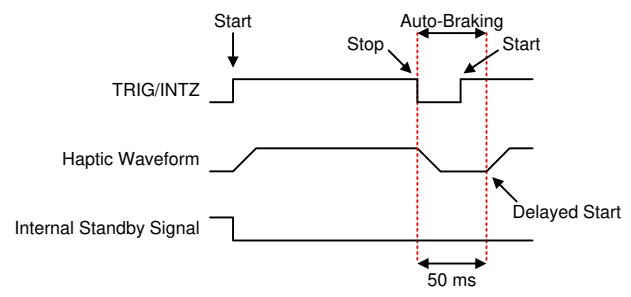 Auto-Braking
Start
Stop
Start
TRIG/INTZ
Haptic Waveform
Delayed Start
Internal Standby Signal
50 ms